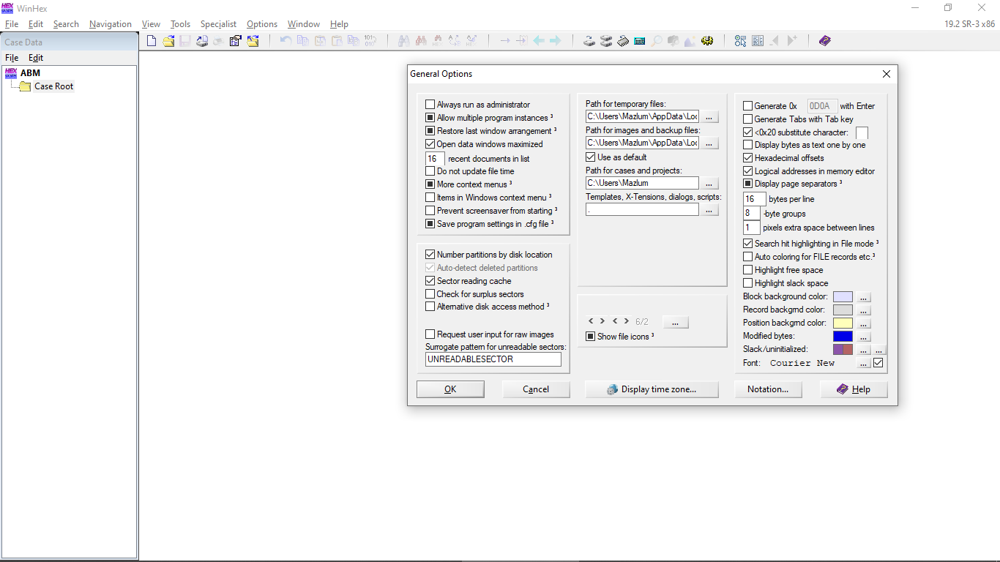 WinHex
File Edit Search Navigation View Tools Specialist Options Window Help
19.2 SR-3 x86
Case Data
File Edit
ABM
Case Root
General Options
Always run as administrator
Allow multiple program instances ³
Restore last window arrangement ³
Open data windows maximized
16 recent documents in list
Do not update file time
More context menus ³
Items in Windows context menu ³
Prevent screensaver from starting ³
Save program settings in .cfg file ³
Number partitions by disk location
Auto-detect deleted partitions
Sector reading cache
Check for surplus sectors
Alternative disk access method ³
Request user input for raw images
Surrogate pattern for unreadable sectors:
UNREADABLESECTOR
Path for temporary files:
C:\Users\Mazlum\AppData\Loc ...
Path for images and backup files:
C:\Users\Mazlum\AppData\Loc ...
Use as default
Path for cases and projects:
C:\Users\Mazlum ...
Templates, X-Tensions, dialogs, scripts:
. ...
< > < > 6/2 ...
Show file icons ³
Generate 0x 0D0A with Enter
Generate Tabs with Tab key
<0x20 substitute character:
Display bytes as text one by one
Hexadecimal offsets
Logical addresses in memory editor
Display page separators ³
16 bytes per line
8 -byte groups
1 pixels extra space between lines
Search hit highlighting in File mode ³
Auto coloring for FILE records etc.³
Highlight free space
Highlight slack space
Block background color: ...
Record backgrnd color: ...
Position backgrnd color: ...
Modified bytes: ...
Slack/uninitialized: ... ...
Font: Courier New ...
OK Cancel Display time zone... Notation... Help